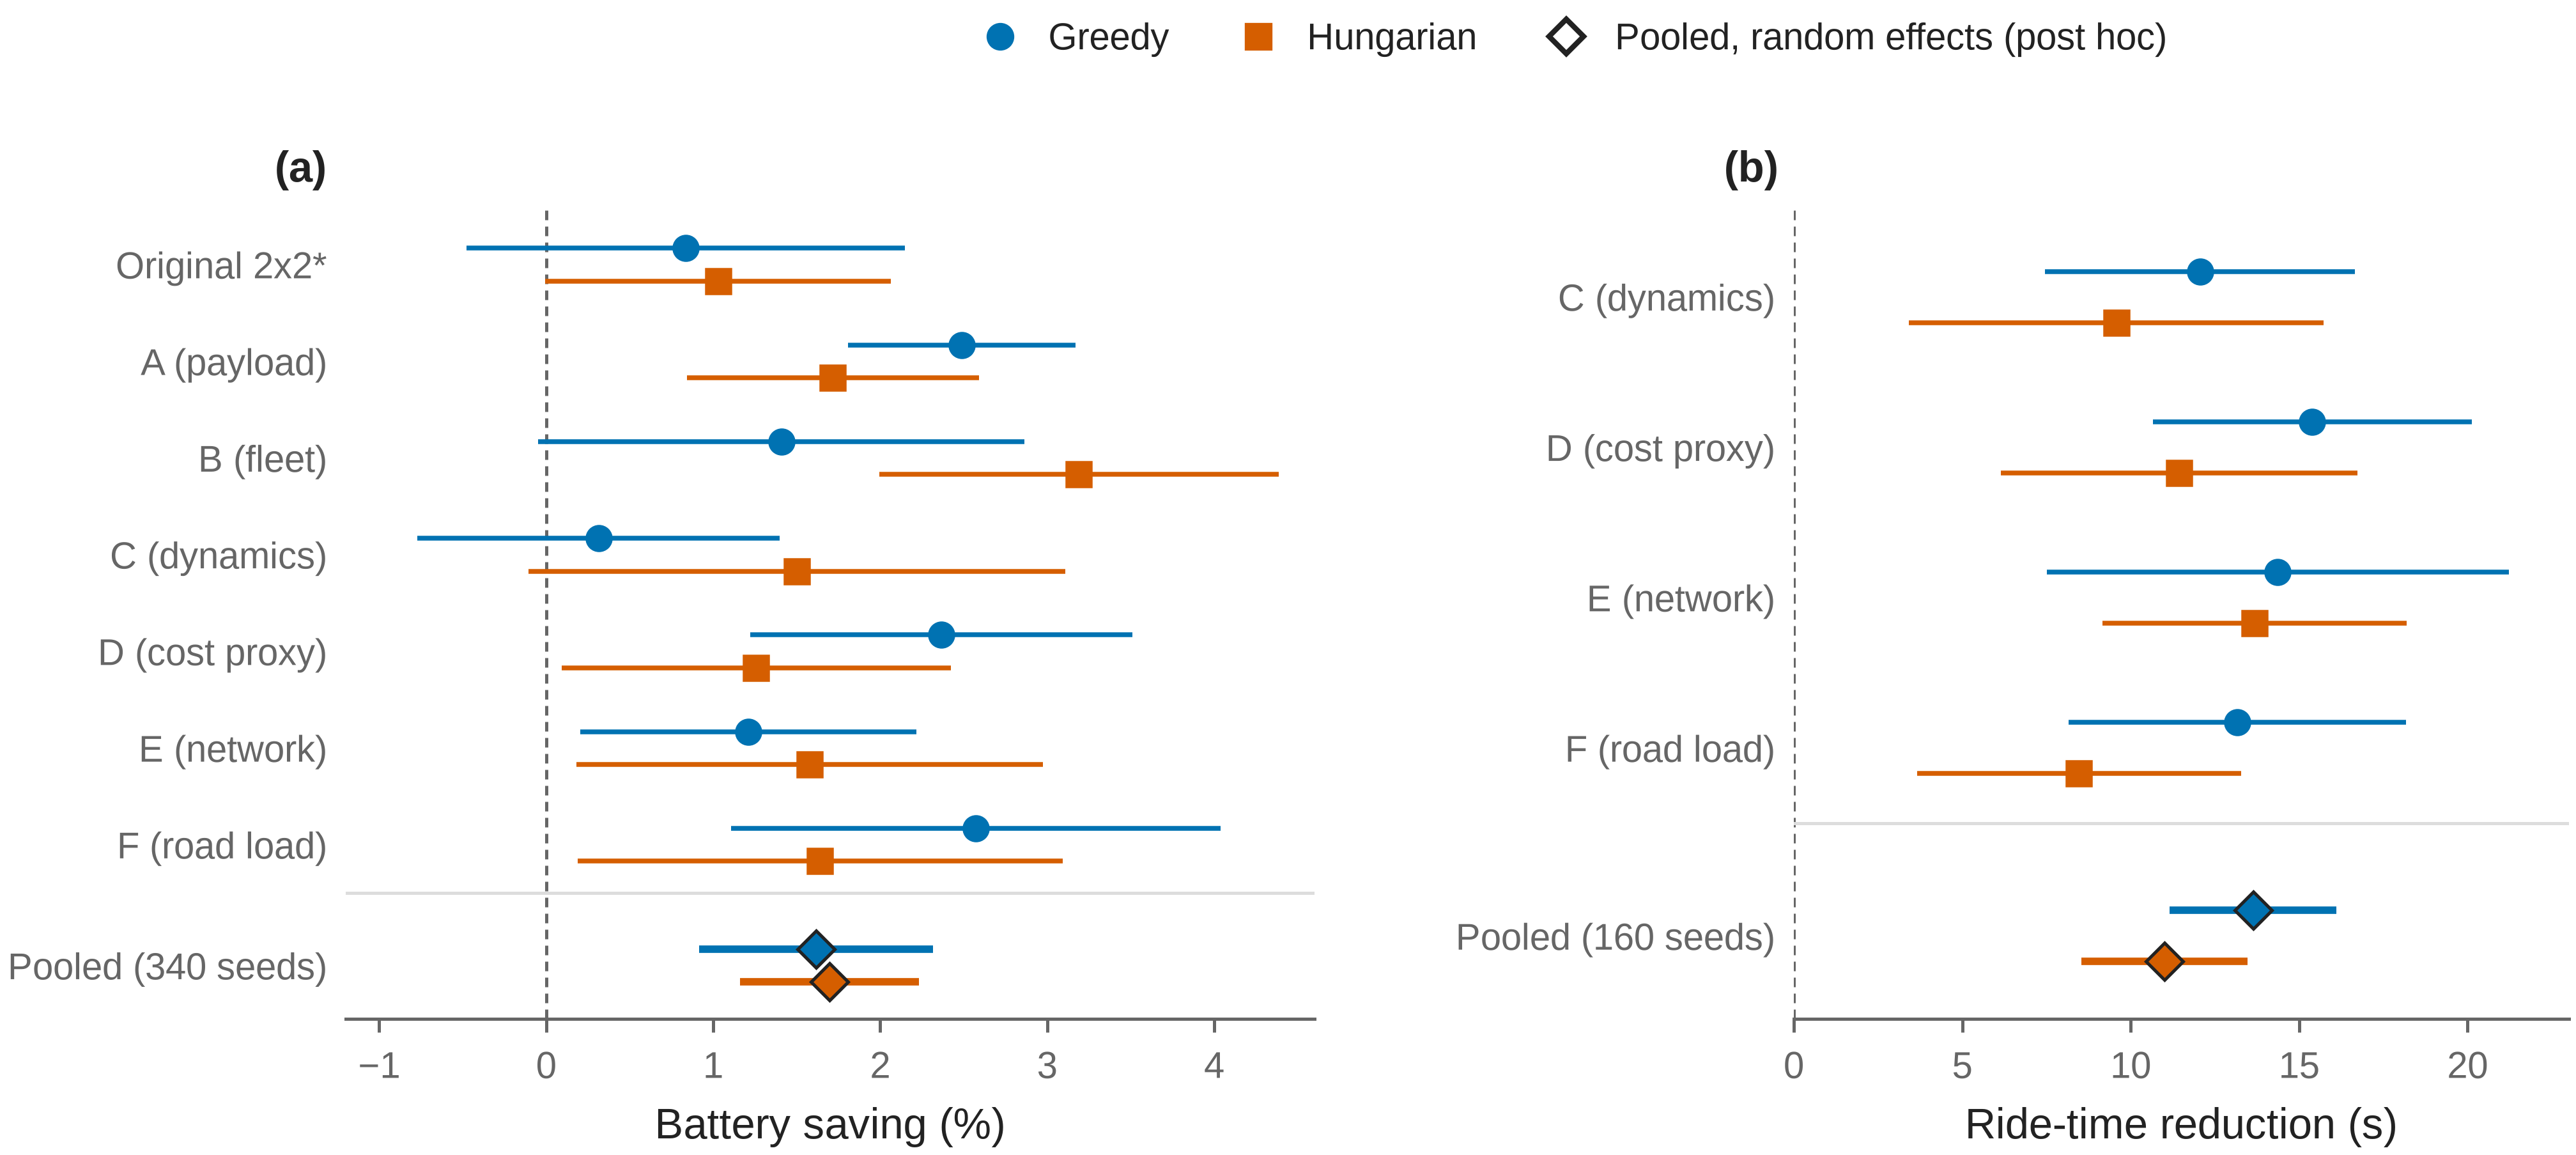 Greedy Hungarian Pooled, random effects (post hoc)
(a)
Original 2x2*
A (payload)
B (fleet)
C (dynamics)
D (cost proxy)
E (network)
F (road load)
Pooled (340 seeds)
−1 0 1 2 3 4
Battery saving (%)
(b)
C (dynamics)
D (cost proxy)
E (network)
F (road load)
Pooled (160 seeds)
0 5 10 15 20
Ride-time reduction (s)